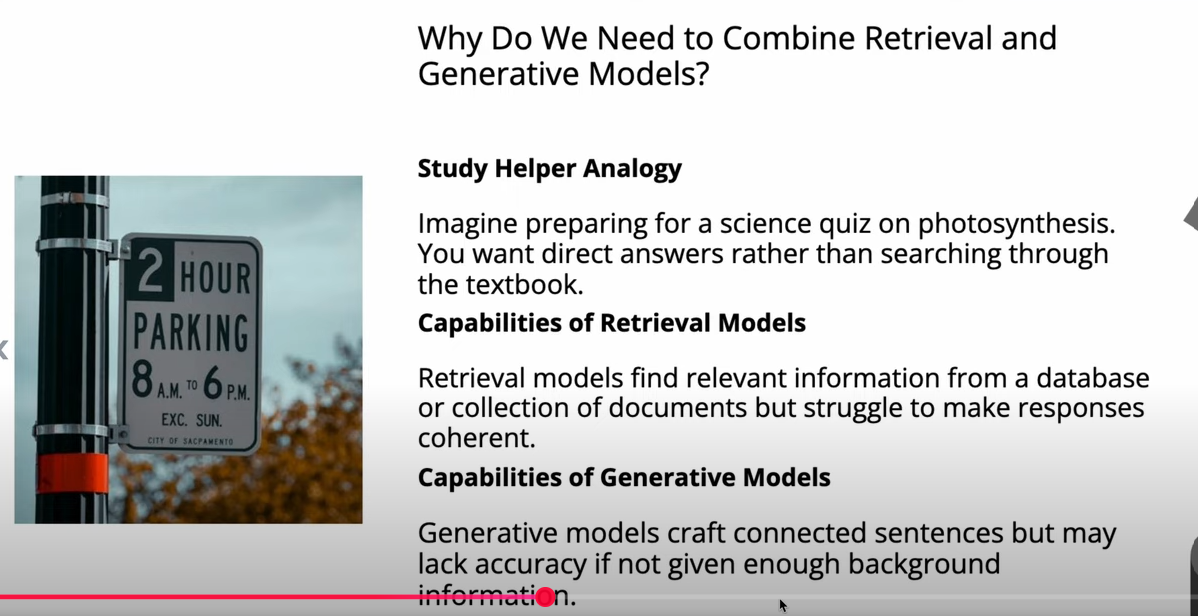 Why Do We Need to Combine Retrieval and
Generative Models?
Study Helper Analogy
Imagine preparing for a science quiz on photosynthesis.
You want direct answers rather than searching through
the textbook.
Capabilities of Retrieval Models
Retrieval models find relevant information from a database
or collection of documents but struggle to make responses
coherent.
Capabilities of Generative Models
Generative models craft connected sentences but may
lack accuracy if not given enough background
information.
2 HOUR
PARKING
8 A.M. TO 6 P.M.
EXC. SUN.
CITY OF SACRAMENTO